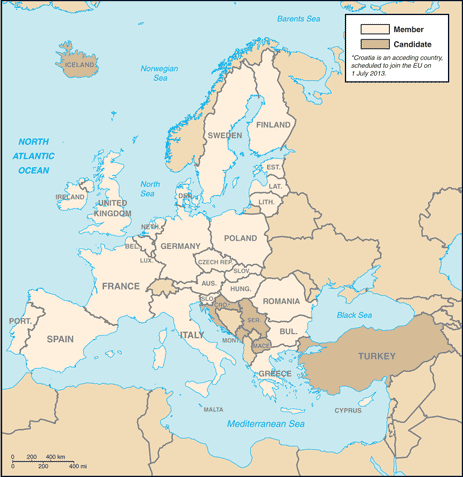 Barents Sea
Member
Candidate
*Croatia is an acceding country,
scheduled to join the EU on
1 July 2013.
ICELAND
Norwegian
Sea
SWEDEN
FINLAND
NORTH
ATLANTIC
OCEAN
North
Sea
EST.
LAT.
LITH.
DEN.
IRELAND
UNITED
KINGDOM
NETH.
BEL.
LUX.
GERMANY
POLAND
CZECH REP.
SLOV.
FRANCE
AUS.
HUNG.
SLO.
CRO.*
ROMANIA
SER.
Black Sea
PORT.
SPAIN
ITALY
MONT.
BUL.
MACE.
TURKEY
GREECE
MALTA
CYPRUS
Mediterranean Sea
0 200 400 km
0 200 400 mi